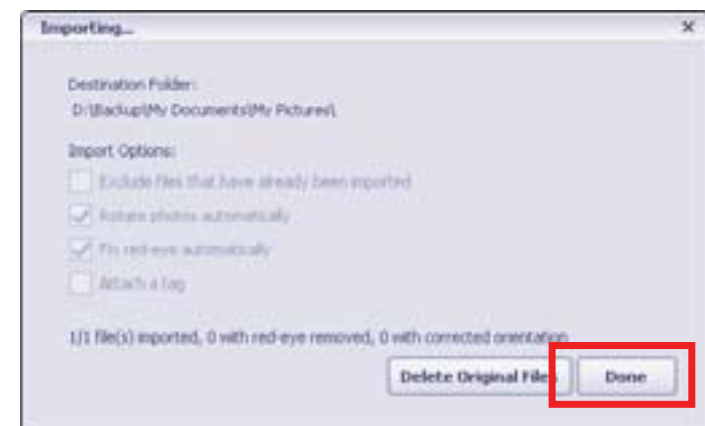 Importing...
Destination Folder:
D:\Backup\My Documents\My Pictures\
Import Options:
Exclude files that have already been imported
Rotate photos automatically
Fix red-eye automatically
Attach a tag
1/1 file(s) imported, 0 with red-eye removed, 0 with corrected orientation
Delete Original Files Done